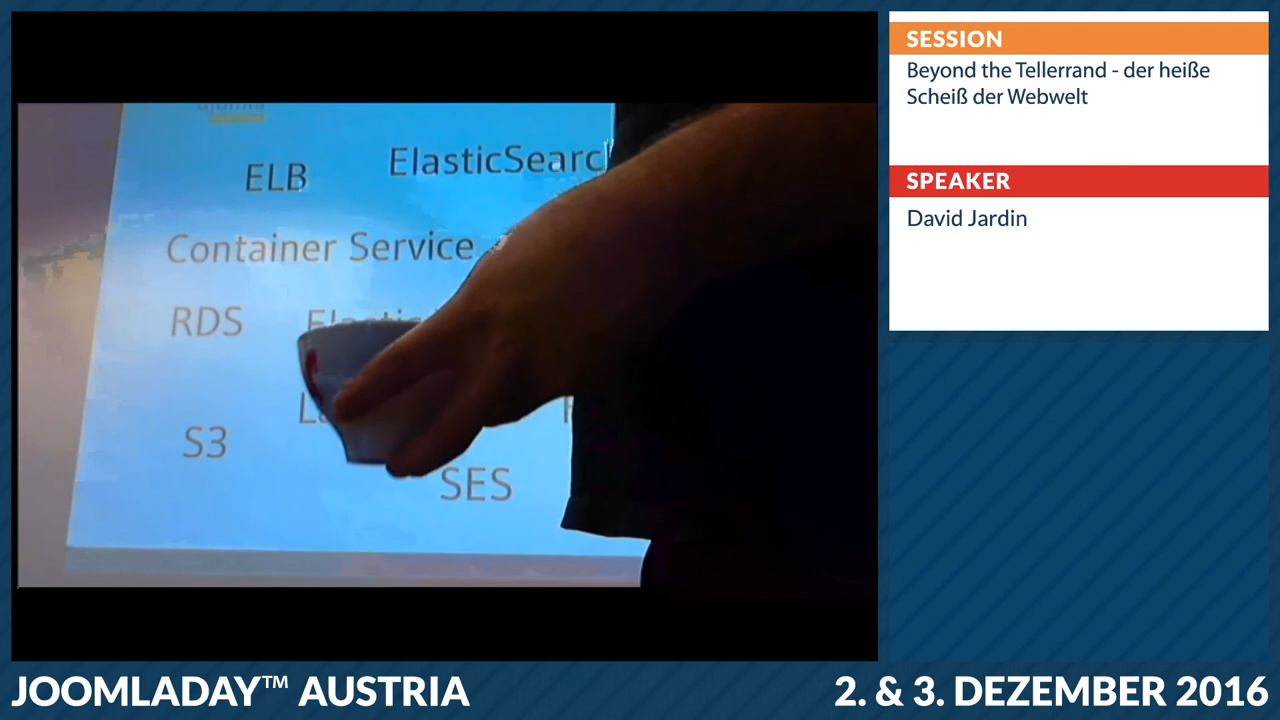 ELB
ElasticSearc
Container Service
RDS
S3
SES
SESSION
Beyond the Tellerrand - der heiße
Scheiß der Webwelt
SPEAKER
David Jardin
JOOMLADAY™ AUSTRIA
2. & 3. DEZEMBER 2016